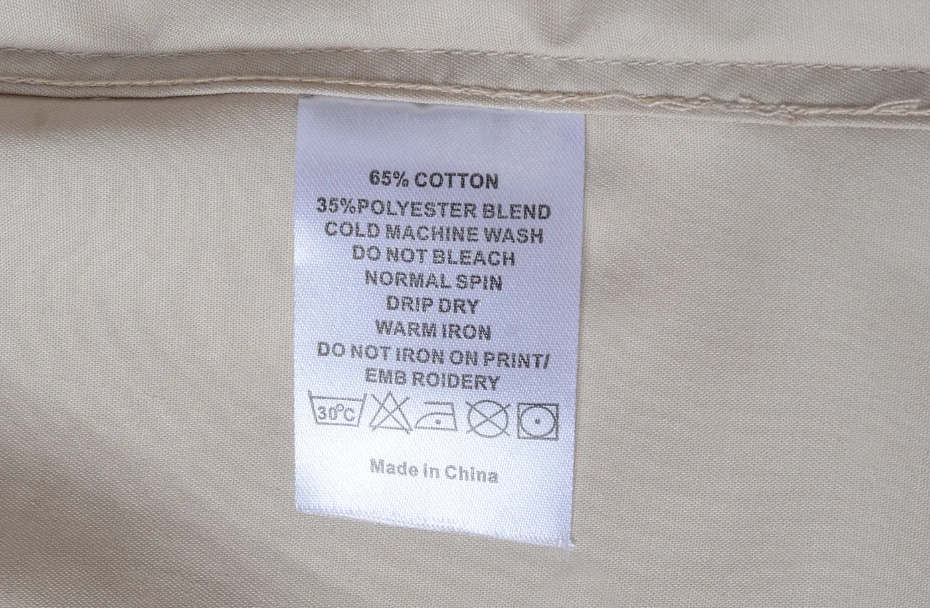 65% COTTON
35%POLYESTER BLEND
COLD MACHINE WASH
DO NOT BLEACH
NORMAL SPIN
DRIP DRY
WARM IRON
DO NOT IRON ON PRINT/
EMB ROIDERY
30°C
Made in China